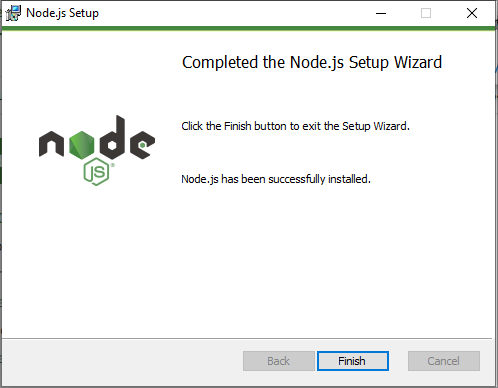 Node.js Setup
Completed the Node.js Setup Wizard
node
JS
Click the Finish button to exit the Setup Wizard.
Node.js has been successfully installed.
Back
Finish
Cancel